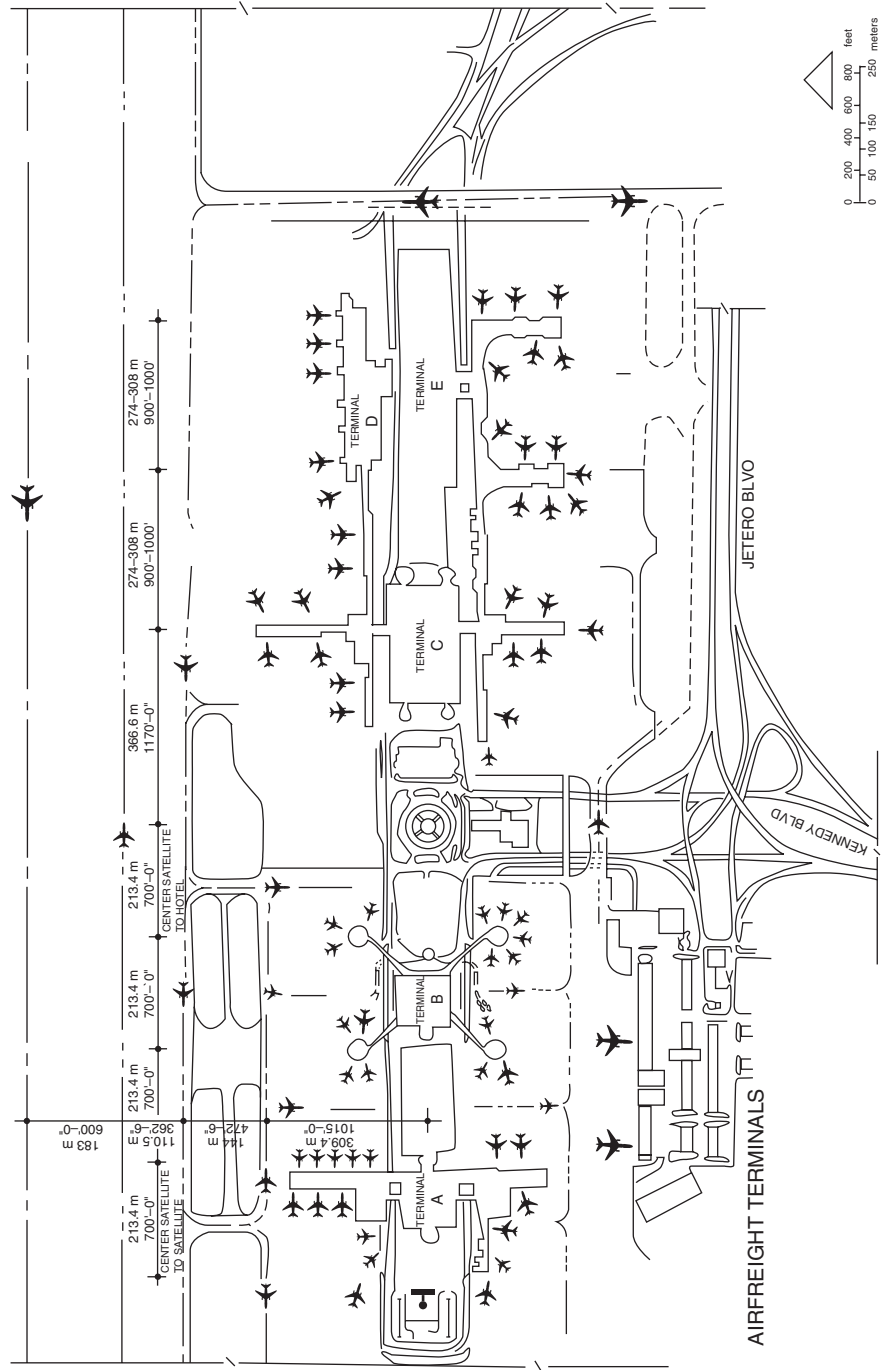 274–308 m
900'–1000'
274–308 m
900'–1000'
366.6 m
1170'–0"
213.4 m
700'–0"
CENTER SATELLITE
TO HOTEL
213.4 m
700'–0"
213.4 m
700'–0"
213.4 m
700'–0"
CENTER SATELLITE
TO SATELLITE
183 m
600'–0"
110.5 m
362'–6"
144 m
472'–6"
309.4 m
1015'–0"
TERMINAL
D
TERMINAL
E
TERMINAL
C
TERMINAL
B
TERMINAL
A
JETERO BLVO
KENNEDY BLVD
AIRFREIGHT TERMINALS
0 200 400 600 800 feet
0 50 100 150 250 meters